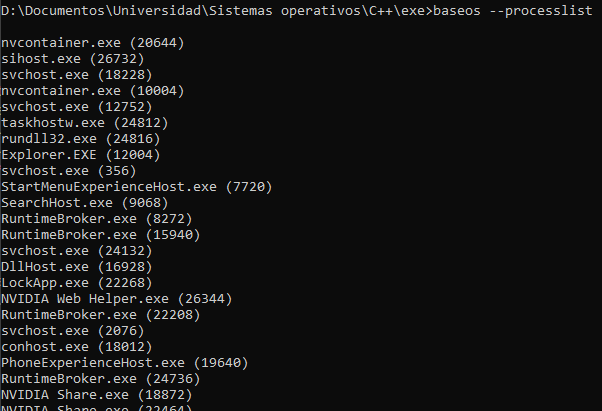 D:\Documentos\Universidad\Sistemas operativos\C++\exe>baseos --processlist
nvcontainer.exe (20644)
sihost.exe (26732)
svchost.exe (18228)
nvcontainer.exe (10004)
svchost.exe (12752)
taskhostw.exe (24812)
rundll32.exe (24816)
Explorer.EXE (12004)
svchost.exe (356)
StartMenuExperienceHost.exe (7720)
SearchHost.exe (9068)
RuntimeBroker.exe (8272)
RuntimeBroker.exe (15940)
svchost.exe (24132)
DllHost.exe (16928)
LockApp.exe (22268)
NVIDIA Web Helper.exe (26344)
RuntimeBroker.exe (22208)
svchost.exe (2076)
conhost.exe (18012)
PhoneExperienceHost.exe (19640)
RuntimeBroker.exe (24736)
NVIDIA Share.exe (18872)
NVIDIA Share.exe (22464)